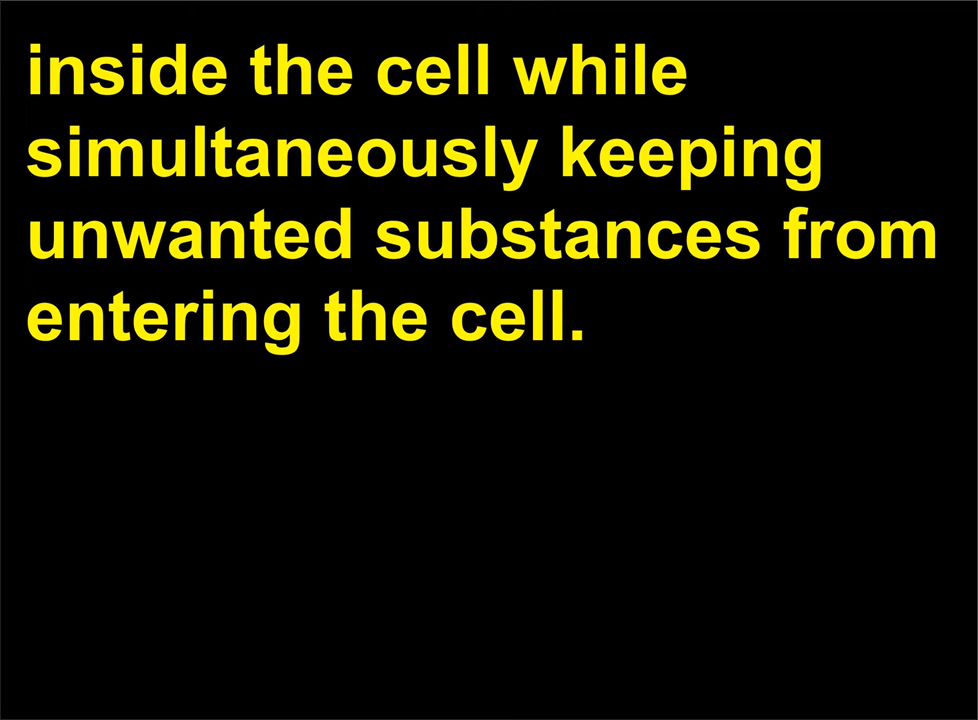 inside the cell while
simultaneously keeping
unwanted substances from
entering the cell.